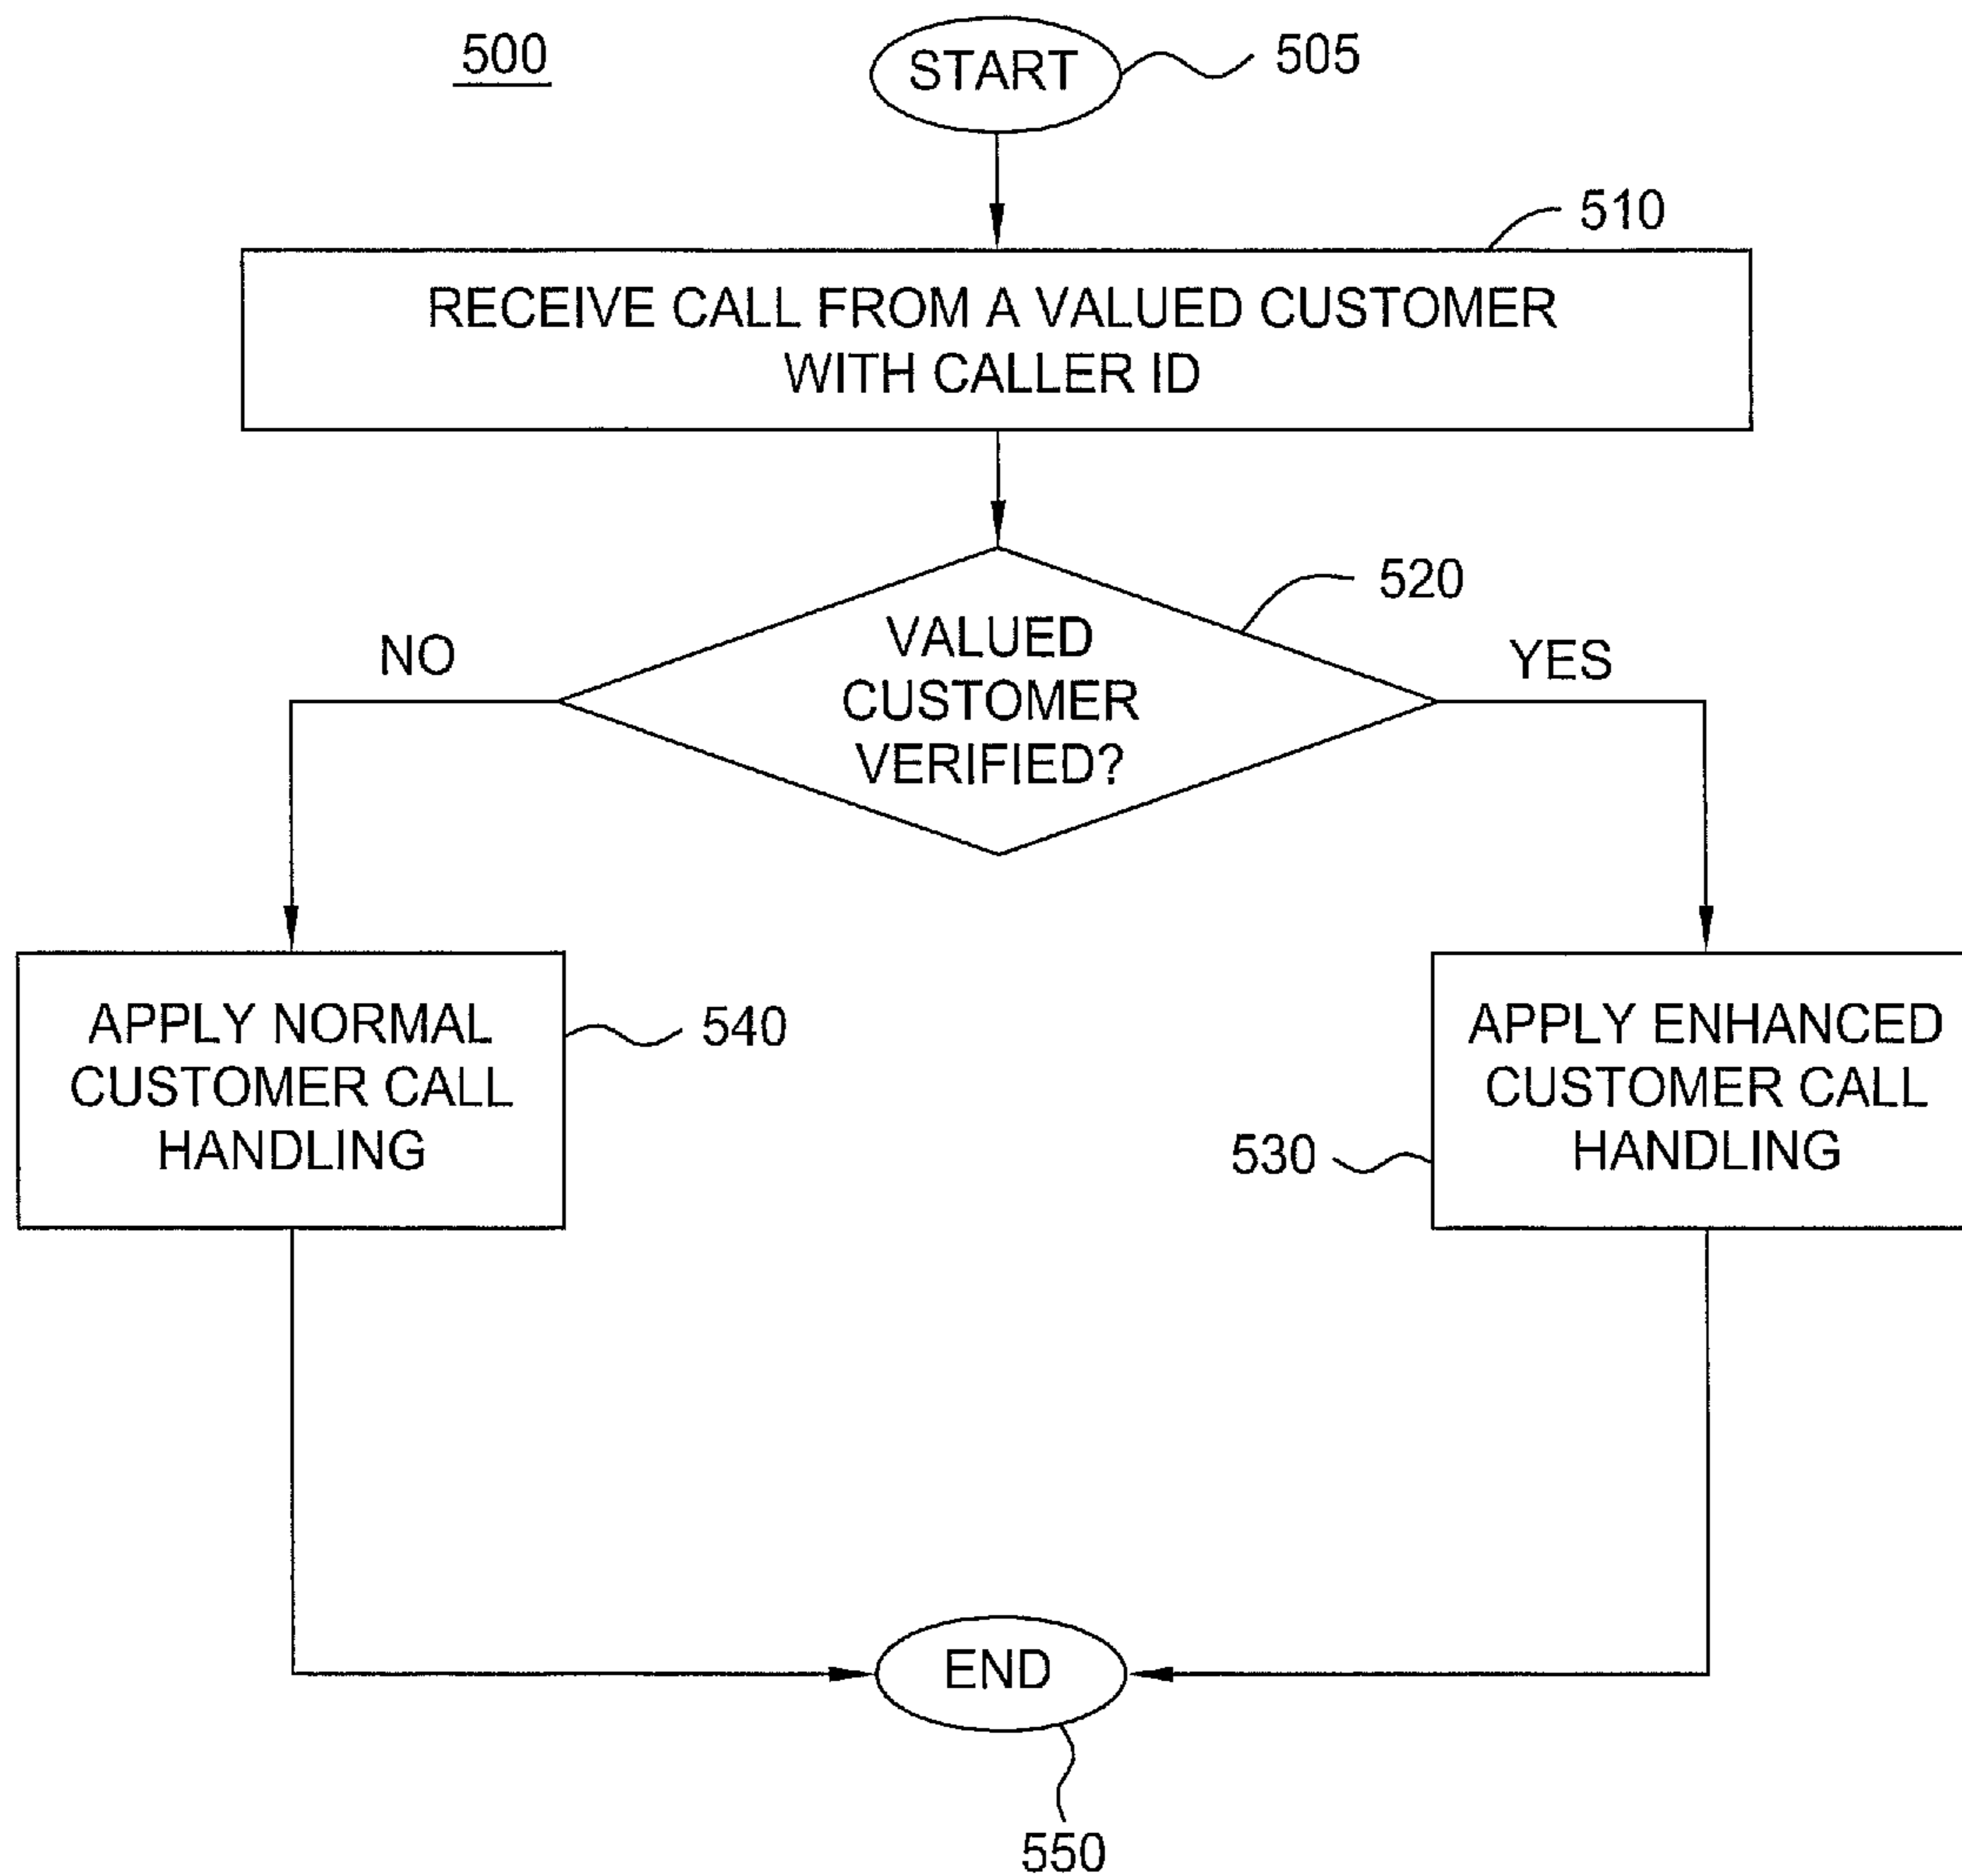 500
START
505
510
RECEIVE CALL FROM A VALUED CUSTOMER
WITH CALLER ID
520
NO
VALUED
CUSTOMER
VERIFIED?
YES
APPLY NORMAL
CUSTOMER CALL
HANDLING
540
APPLY ENHANCED
CUSTOMER CALL
HANDLING
530
END
550